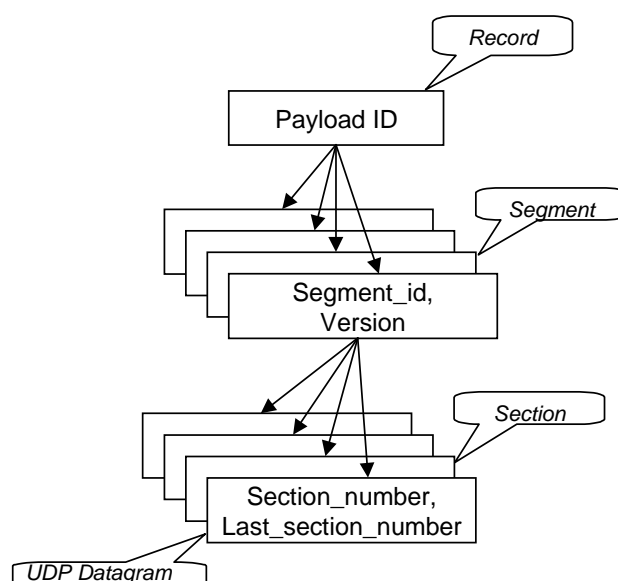 Record
Payload ID
Segment
Segment_id,
Version
Section
Section_number,
Last_section_number
UDP Datagram